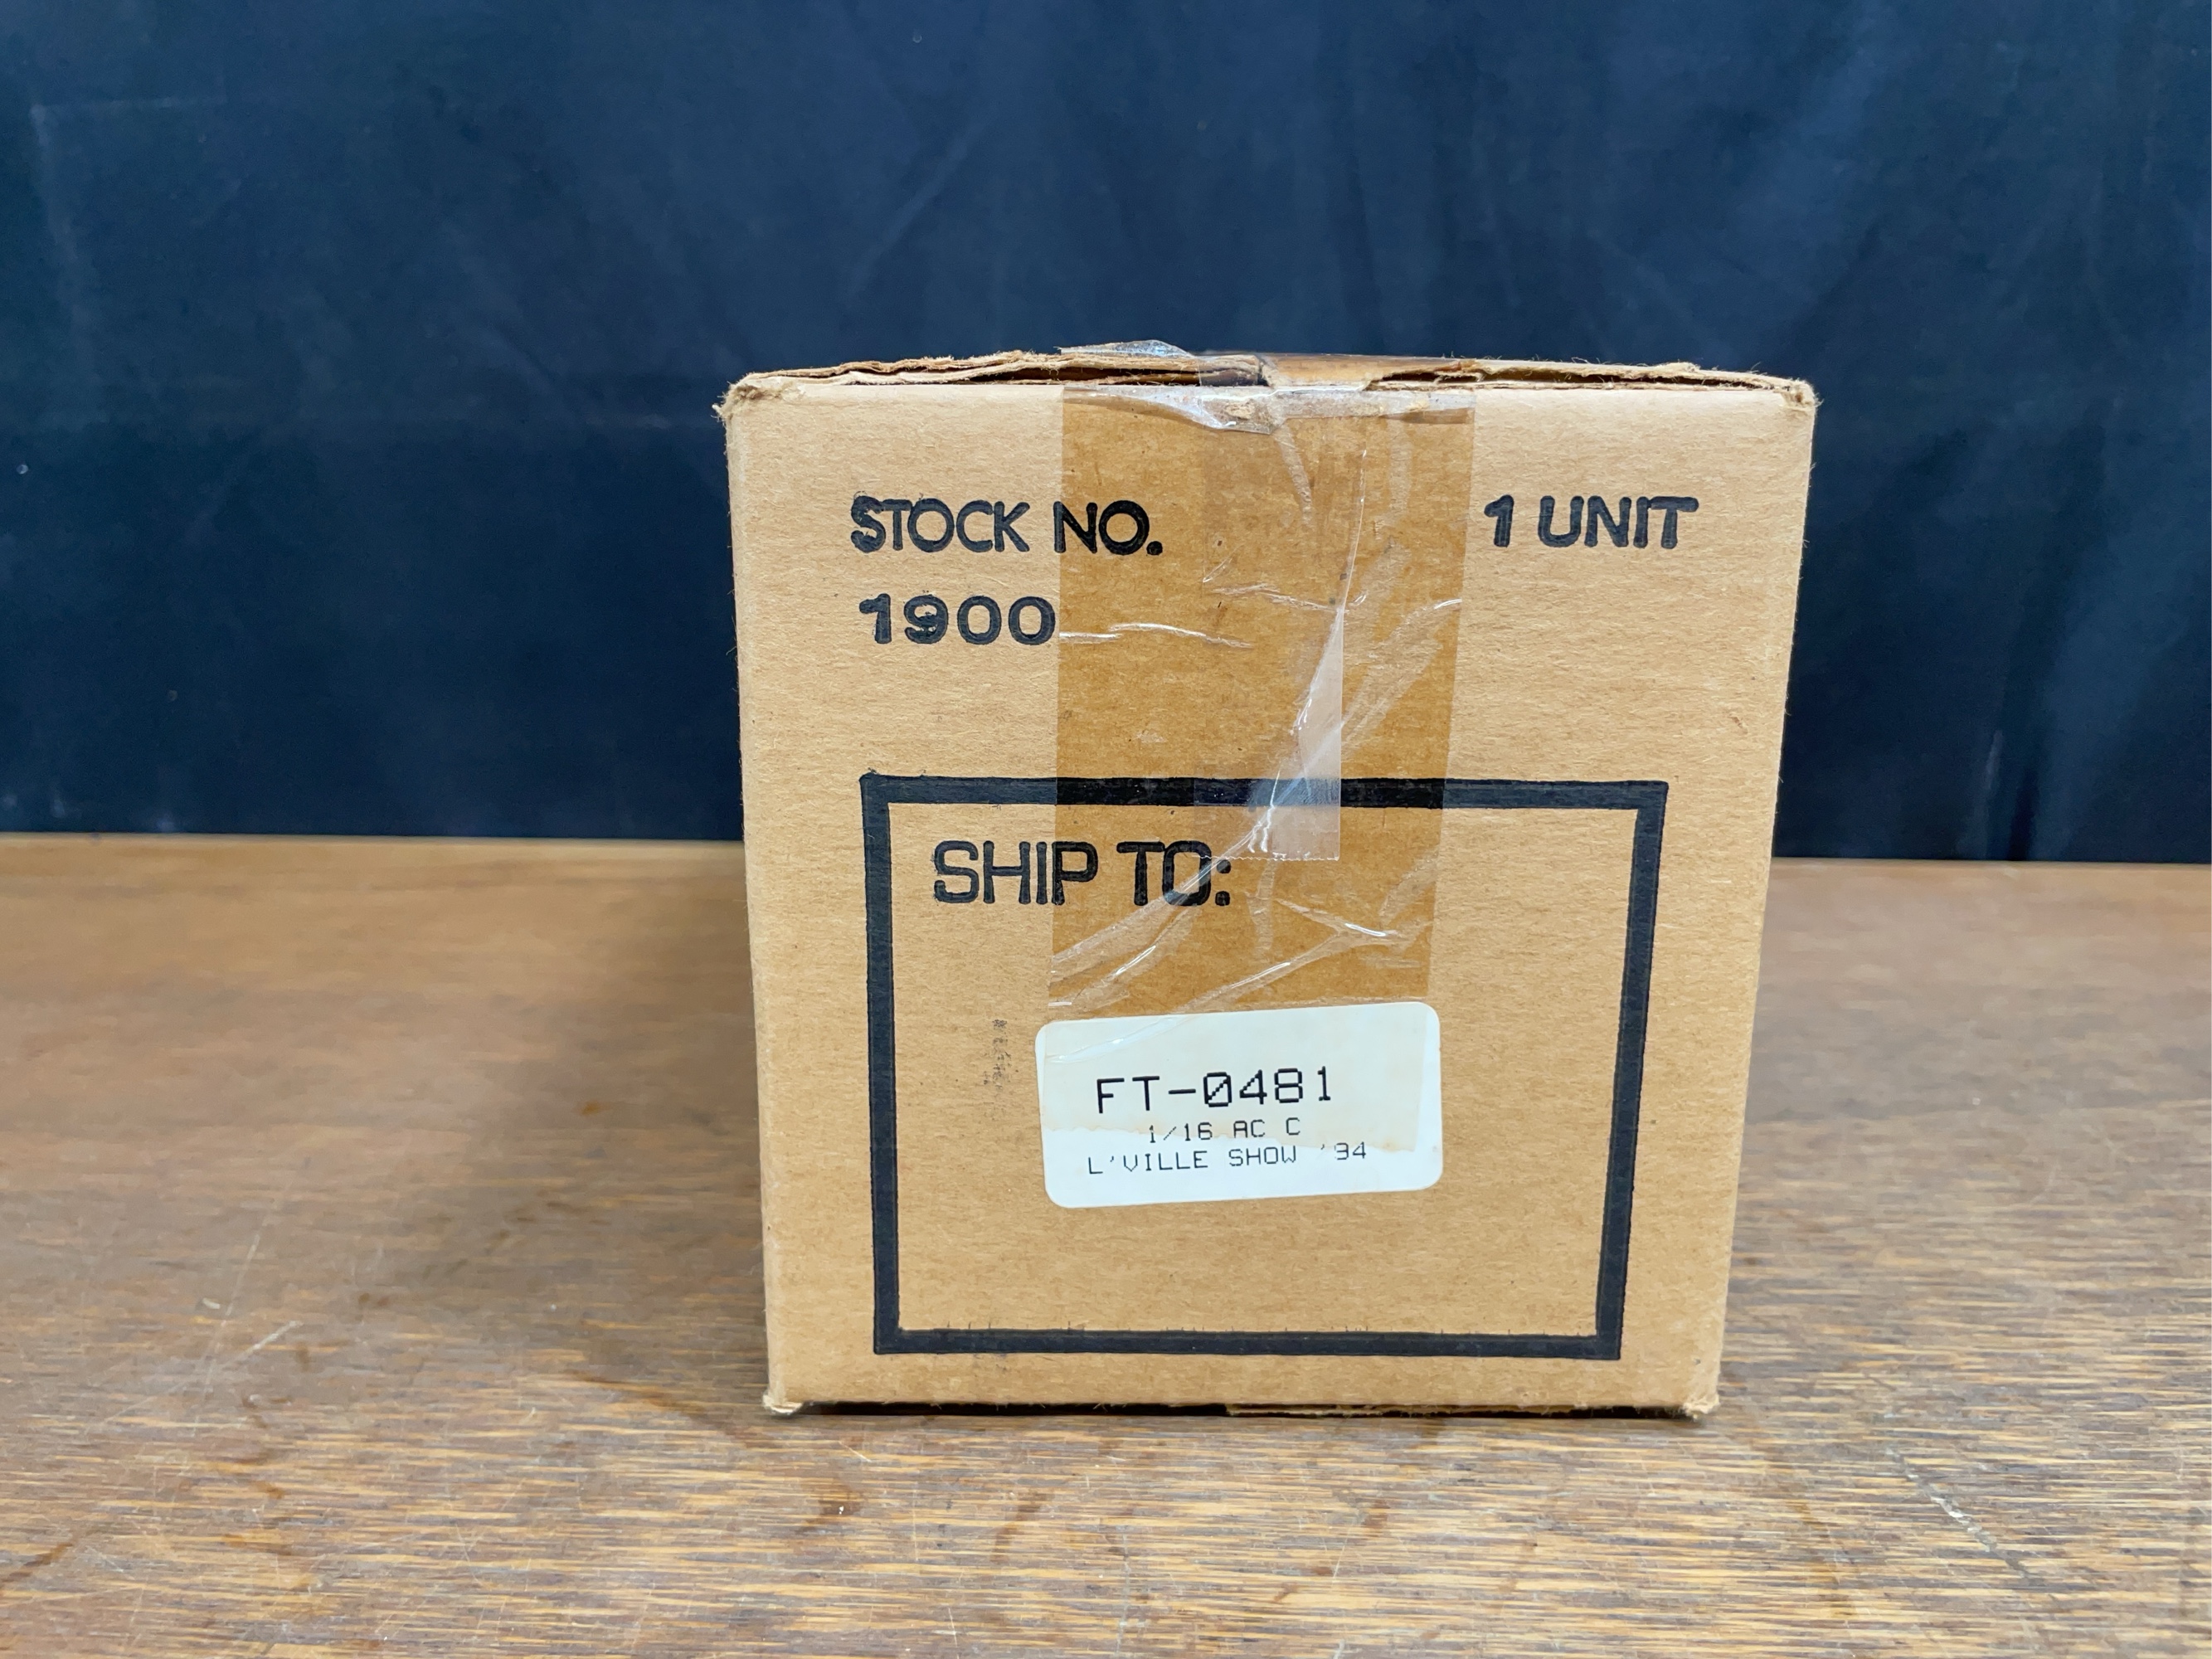 STOCK NO.
1 UNIT
1900
SHIP TO:
FT-0481
1/16 AC C
L'VILLE SHOW '94